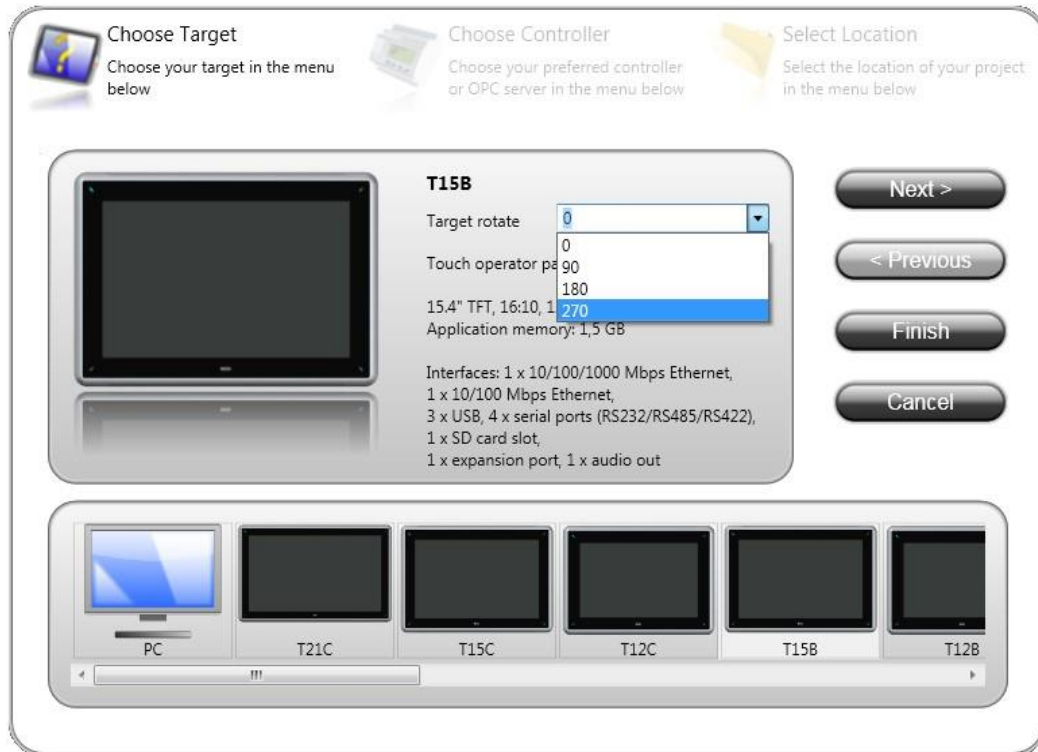 Choose Target
Choose your target in the menu
below
Choose Controller
Choose your preferred controller
or OPC server in the menu below
Select Location
Select the location of your project
in the menu below
T15B
Target rotate
0
0
90
180
270
Touch operator
15.4" TFT, 16:10,
Application memory: 1,5 GB
Interfaces: 1 x 10/100/1000 Mbps Ethernet,
1 x 10/100 Mbps Ethernet,
3 x USB, 4 x serial ports (RS232/RS485/RS422),
1 x SD card slot,
1 x expansion port, 1 x audio out
Next >
< Previous
Finish
Cancel
PC
T21C
T15C
T12C
T15B
T12B